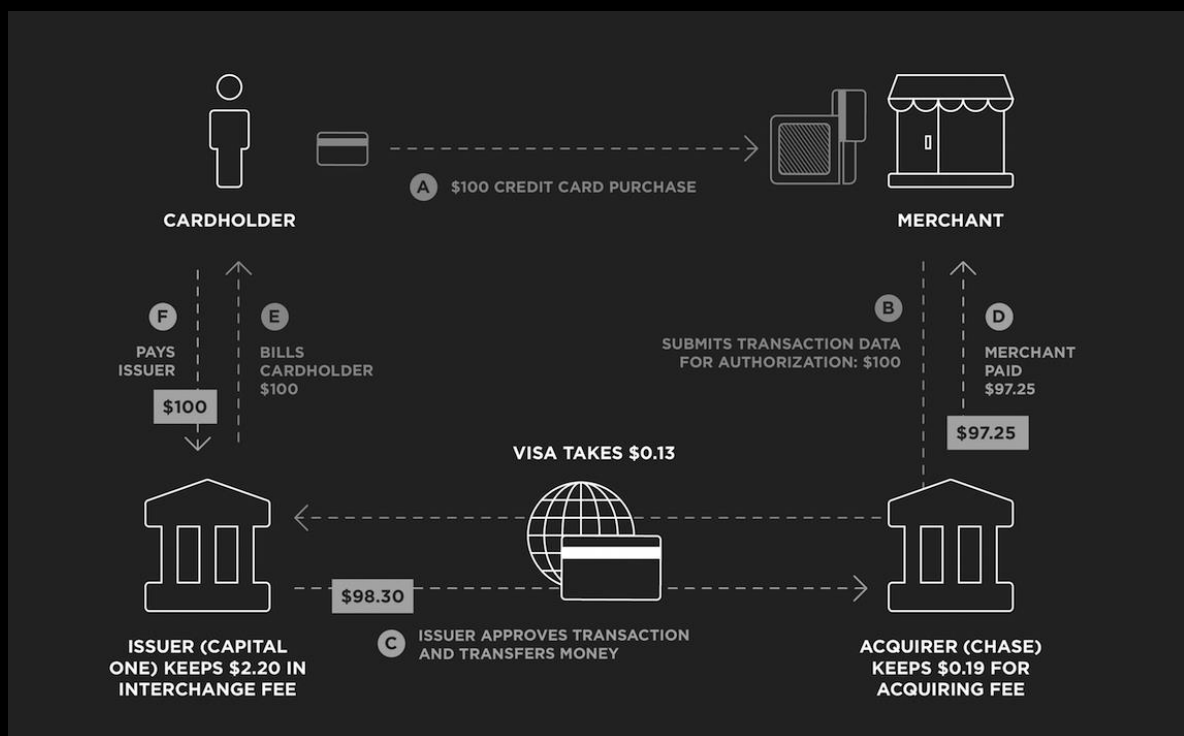 A $100 CREDIT CARD PURCHASE
CARDHOLDER
MERCHANT
F
PAYS
ISSUER
$100
E
BILLS
CARDHOLDER
$100
B
SUBMITS TRANSACTION DATA
FOR AUTHORIZATION: $100
D
MERCHANT
PAID
$97.25
$97.25
VISA TAKES $0.13
$98.30
C
ISSUER APPROVES TRANSACTION
AND TRANSFERS MONEY
ISSUER (CAPITAL
ONE) KEEPS $2.20 IN
INTERCHANGE FEE
ACQUIRER (CHASE)
KEEPS $0.19 FOR
ACQUIRING FEE